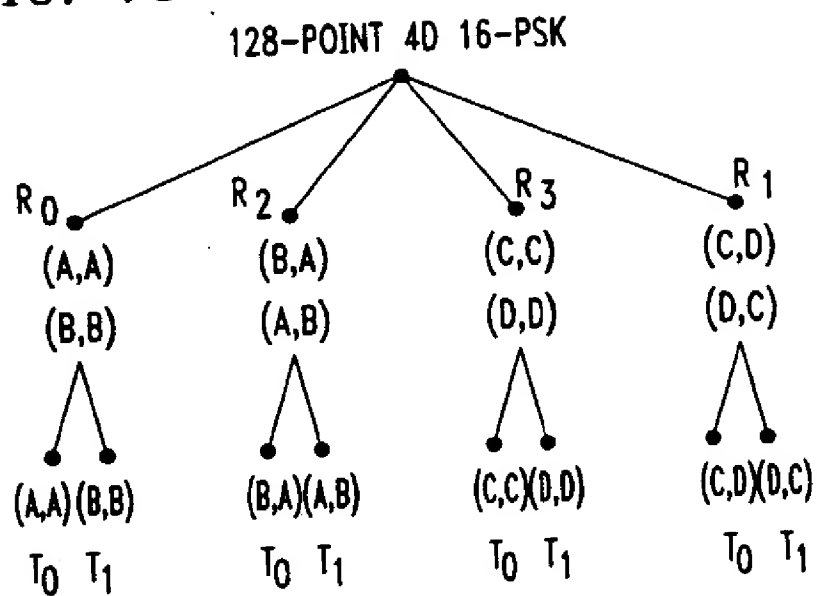 128-POINT 4D 16-PSK
R0 R2 R3 R1
(A,A) (B,A) (C,C) (C,D)
(B,B) (A,B) (D,D) (D,C)
(A,A)(B,B) (B,A)(A,B) (C,C)(D,D) (C,D)(D,C)
T0 T1 T0 T1 T0 T1 T0 T1